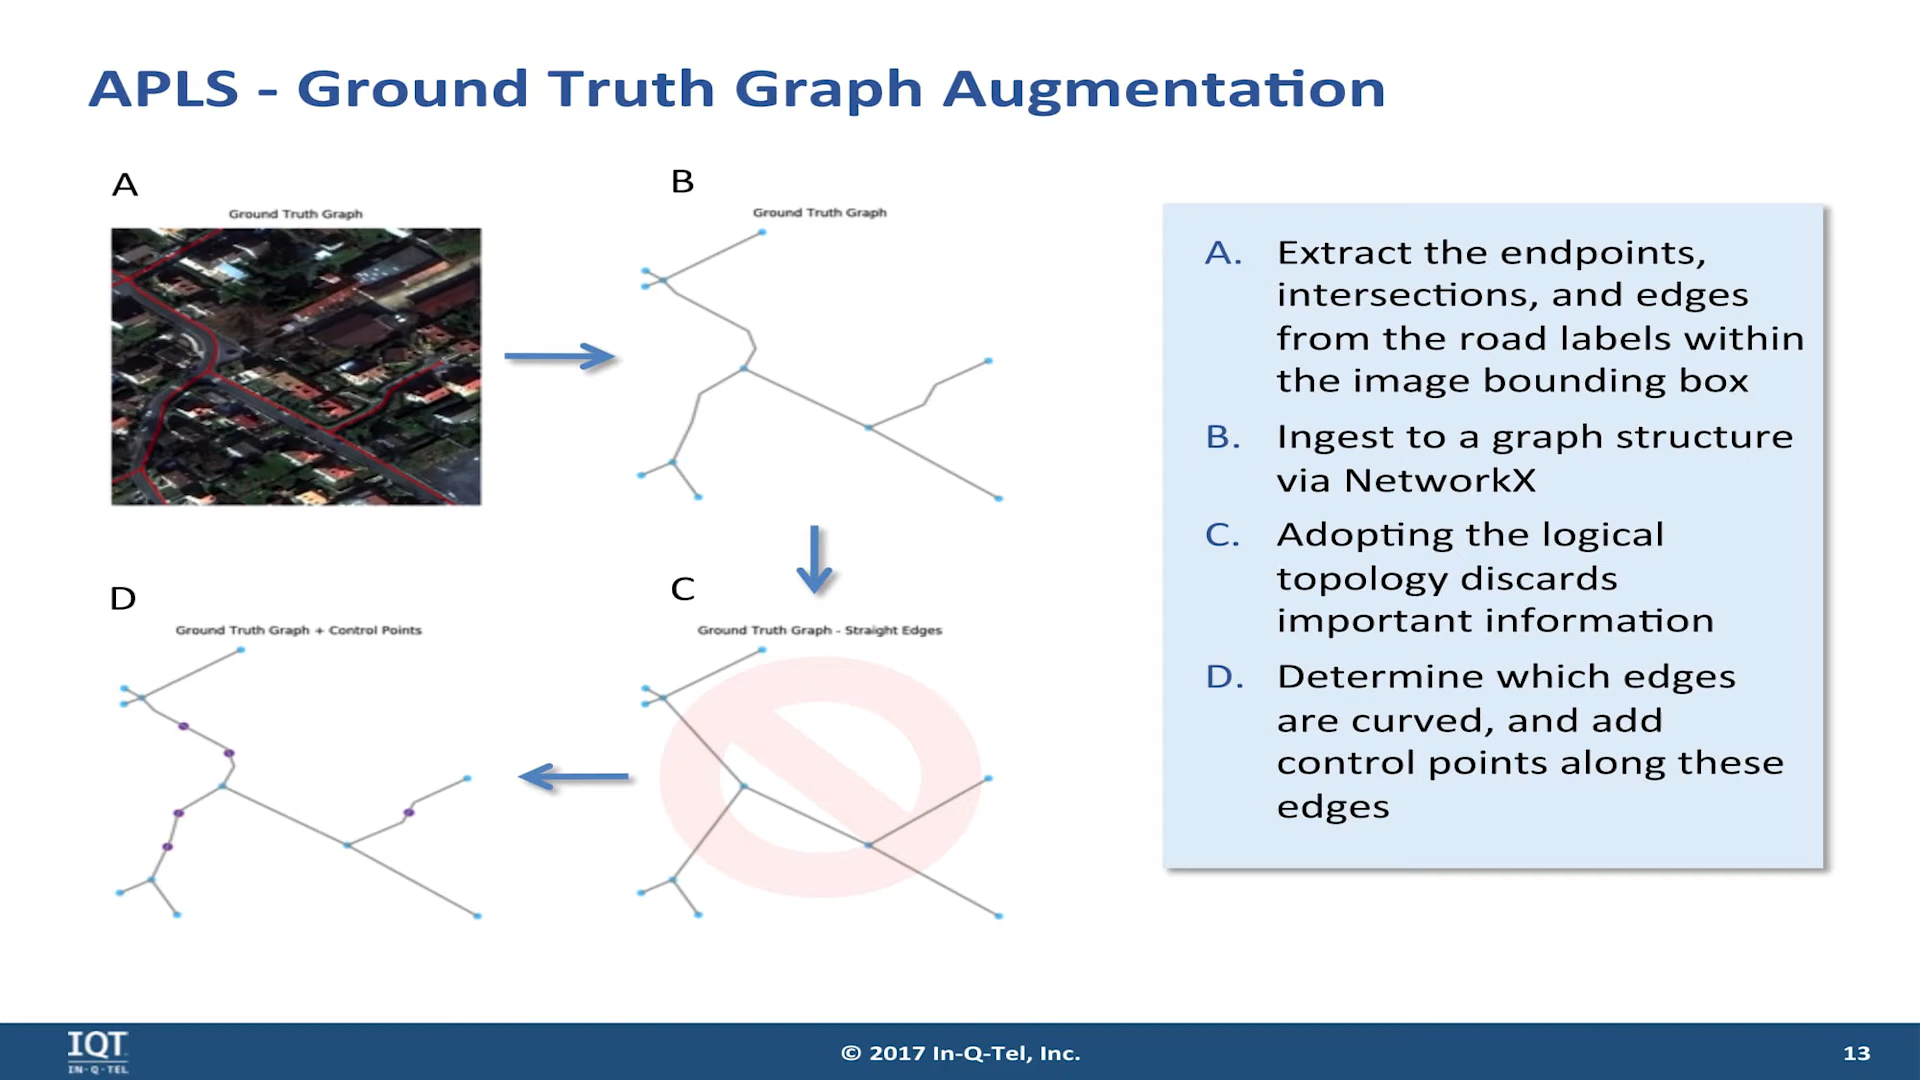 APLS - Ground Truth Graph Augmentation
A
Ground Truth Graph
B
Ground Truth Graph
D
Ground Truth Graph + Control Points
C
Ground Truth Graph - Straight Edges
A. Extract the endpoints,
intersections, and edges
from the road labels within
the image bounding box
B. Ingest to a graph structure
via NetworkX
C. Adopting the logical
topology discards
important information
D. Determine which edges
are curved, and add
control points along these
edges
IQT
IN-Q-TEL
© 2017 In-Q-Tel, Inc.
13